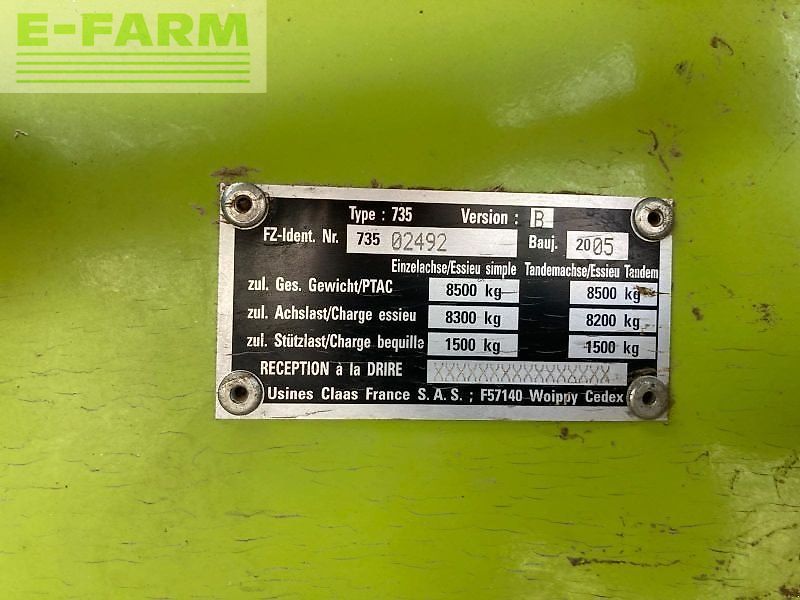 E-FARM
Type : 735 Version : B
FZ-Ident. Nr. 735 02492 Bauj. 2005
Einzelachse/Essieu simple Tandemachse/Essieu Tandem
zul. Ges. Gewicht/PTAC 8500 kg 8500 kg
zul. Achslast/Charge essieu 8300 kg 8200 kg
zul. Stützlast/Charge bequille 1500 kg 1500 kg
RECEPTION à la DRIRE XXXXXXXXXXXXXXXX
Usines Claas France S.A.S. ; F57140 Woippy Cedex